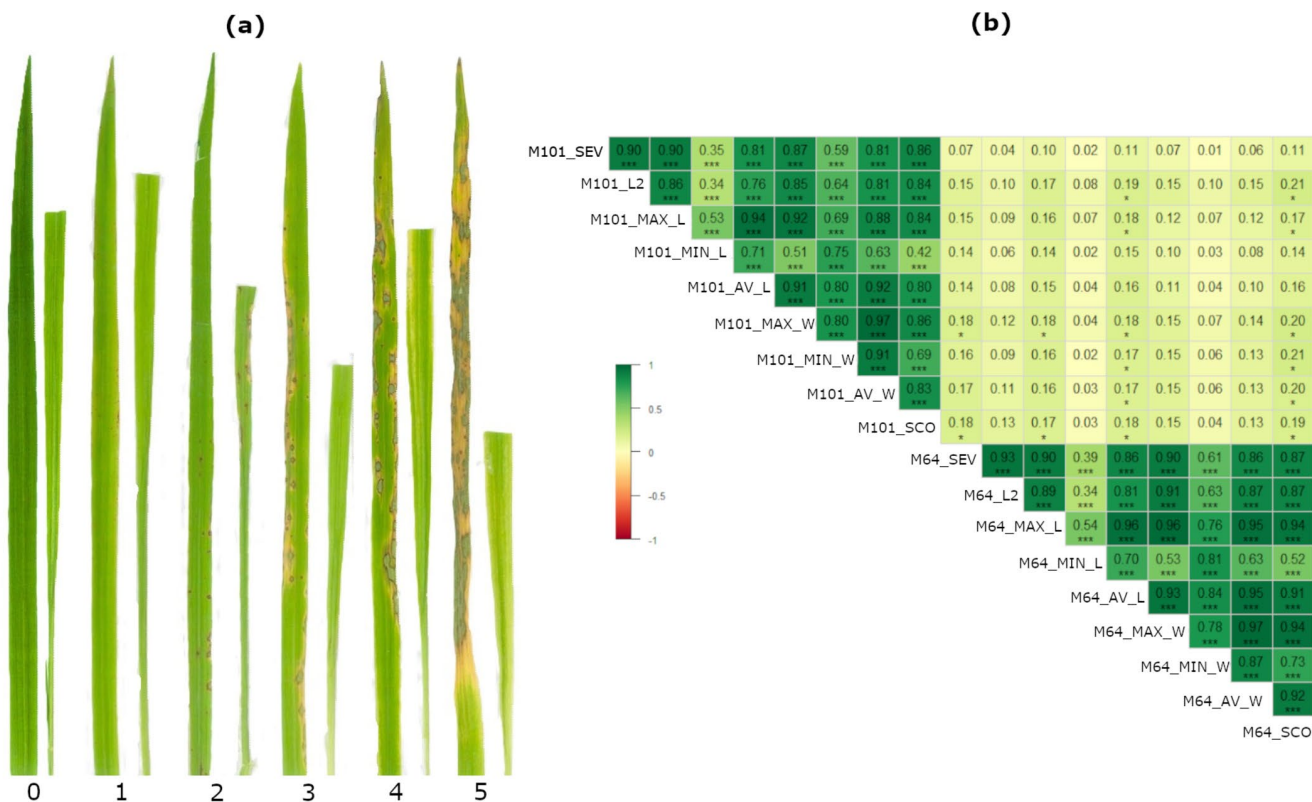 (a)
(b)
0 1 2 3 4 5
M101_SEV 0.90 *** 0.90 *** 0.35 *** 0.81 *** 0.87 *** 0.59 *** 0.81 *** 0.86 *** 0.07 0.04 0.10 0.02 0.11 0.07 0.01 0.06 0.11
M101_L2 0.86 *** 0.34 *** 0.76 *** 0.85 *** 0.64 *** 0.81 *** 0.84 *** 0.15 0.10 0.17 0.08 0.19 * 0.15 0.10 0.15 0.21 *
M101_MAX_L 0.53 *** 0.94 *** 0.92 *** 0.69 *** 0.88 *** 0.84 *** 0.15 0.09 0.16 0.07 0.18 * 0.12 0.07 0.12 0.17 *
M101_MIN_L 0.71 *** 0.51 *** 0.75 *** 0.63 *** 0.42 *** 0.14 0.06 0.14 0.02 0.15 0.10 0.03 0.08 0.14
M101_AV_L 0.91 *** 0.80 *** 0.92 *** 0.80 *** 0.14 0.08 0.15 0.04 0.16 0.11 0.04 0.10 0.16
M101_MAX_W 0.80 *** 0.97 *** 0.86 *** 0.18 * 0.12 0.18 * 0.04 0.18 * 0.15 0.07 0.14 0.20 *
M101_MIN_W 0.91 *** 0.69 *** 0.16 0.09 0.16 0.02 0.17 * 0.15 0.06 0.13 0.21 *
M101_AV_W 0.83 *** 0.17 0.11 0.16 0.03 0.17 * 0.15 0.06 0.13 0.20 *
M101_SCO 0.18 * 0.13 0.17 * 0.03 0.18 * 0.15 0.04 0.13 0.19 *
M64_SEV 0.93 *** 0.90 *** 0.39 *** 0.86 *** 0.90 *** 0.61 *** 0.86 *** 0.87 ***
M64_L2 0.89 *** 0.34 *** 0.81 *** 0.91 *** 0.63 *** 0.87 *** 0.87 ***
M64_MAX_L 0.54 *** 0.96 *** 0.96 *** 0.76 *** 0.95 *** 0.94 ***
M64_MIN_L 0.70 *** 0.53 *** 0.81 *** 0.63 *** 0.52 ***
M64_AV_L 0.93 *** 0.84 *** 0.95 *** 0.91 ***
M64_MAX_W 0.78 *** 0.97 *** 0.94 ***
M64_MIN_W 0.87 *** 0.73 ***
M64_AV_W 0.92 ***
M64_SCO
1
0.5
0
-0.5
-1